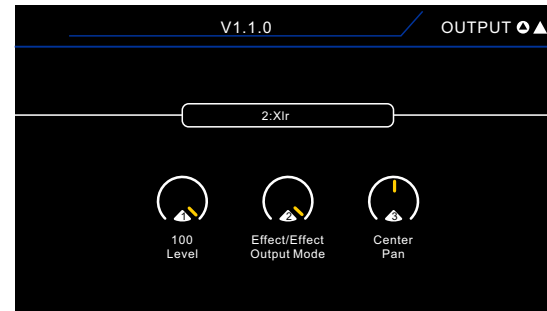 V1.1.0
OUTPUT
2:Xlr
1
2
3
100
Level
Effect/Effect
Output Mode
Center
Pan